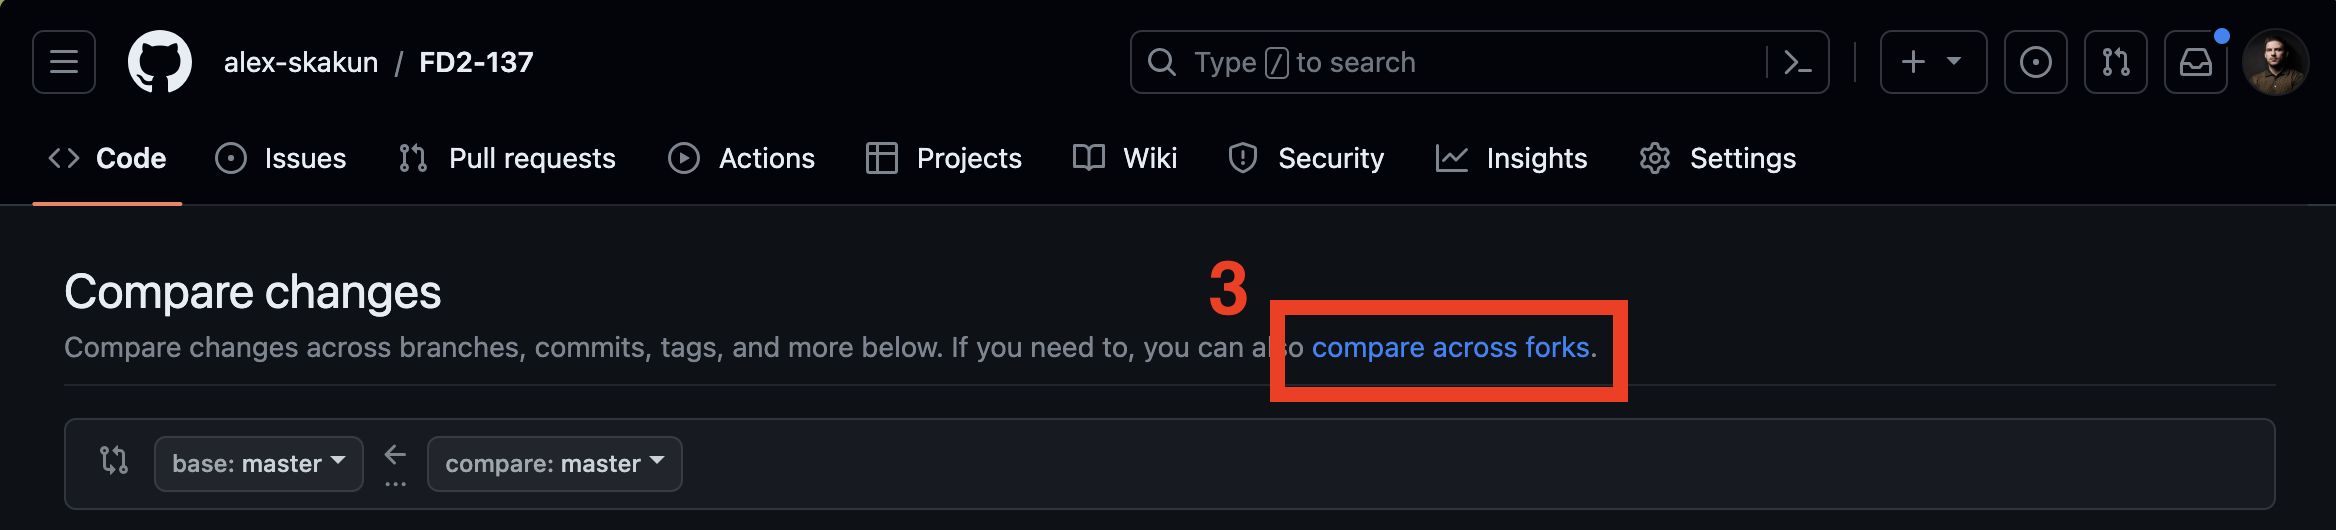 alex-skakun / FD2-137
Type / to search
Code Issues Pull requests Actions Projects Wiki Security Insights Settings
3
Compare changes
Compare changes across branches, commits, tags, and more below. If you need to, you can also compare across forks.
base: master compare: master
...